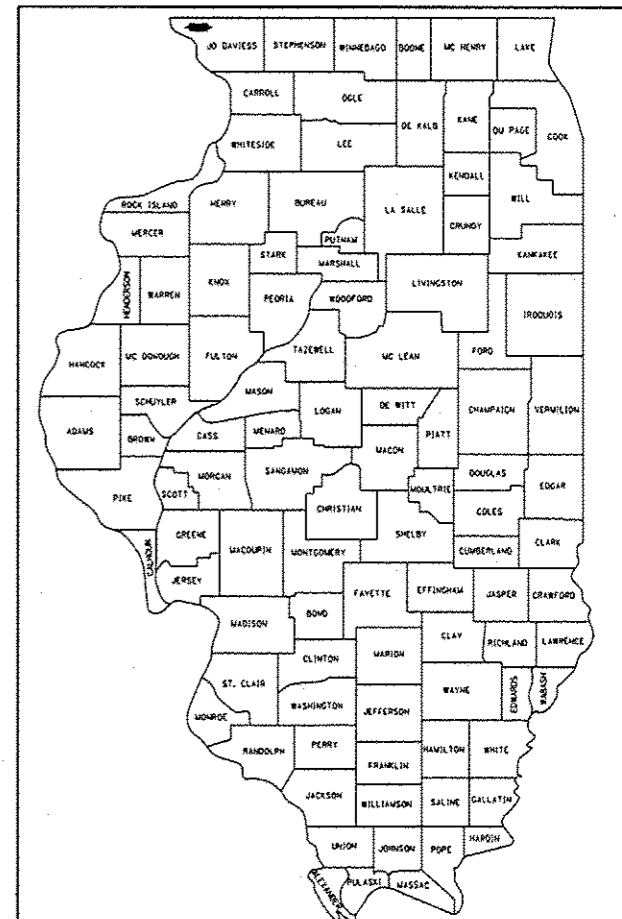 JO DAVIESS STEPHENSON WINNEBAGO BOONE MC HENRY LAKE
CARROLL OGLE DE KALB KANE DU PAGE COOK
WHITESIDE LEE KENDALL WILL
ROCK ISLAND HENRY BUREAU LA SALLE GRUNDY
MERCER PUTNAM KANKAKEE
STARK MARSHALL
HENDERSON WARREN KNOX PEORIA WOODFORD LIVINGSTON IROQUOIS
HANCOCK MC DONOUGH FULTON TAZEWELL MC LEAN FORD
SCHUYLER MASON LOGAN DE WITT CHAMPAIGN VERMILION
ADAMS BROWN CASS MENARD MACON PIATT
PIKE SCOTT MORGAN SANGAMON MOULTRIE DOUGLAS EDGAR
CHRISTIAN COLES
CALHOUN GREENE MACOUPIN MONTGOMERY SHELBY CUMBERLAND CLARK
JERSEY FAYETTE EFFINGHAM JASPER CRAWFORD
MADISON BOND CLAY RICHLAND LAWRENCE
CLINTON MARION
ST. CLAIR WAYNE EDWARDS WABASH
MONROE WASHINGTON JEFFERSON
RANDOLPH PERRY HAMILTON WHITE
FRANKLIN
JACKSON WILLIAMSON SALINE GALLATIN
UNION JOHNSON POPE HARDIN
ALEXANDER PULASKI MASSAC